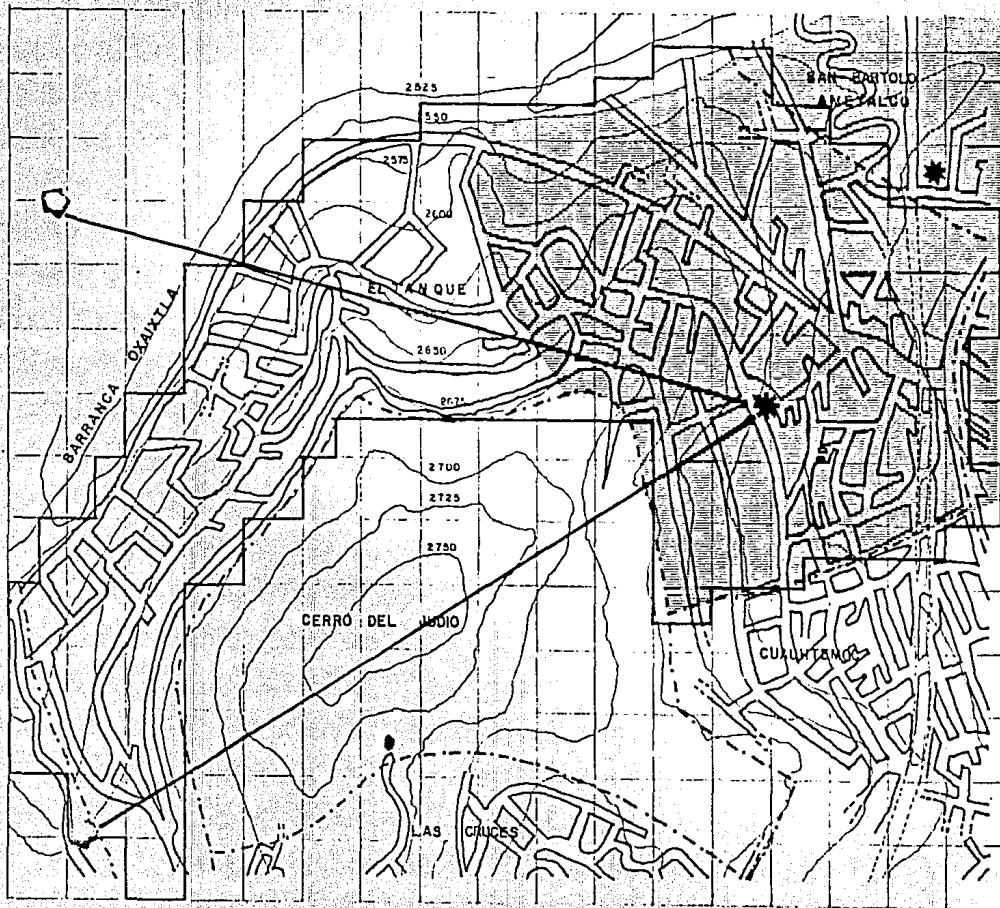 2525
SAN BARTOLO
AMEYALCO
550
2575
2600
EL TANQUE
BARRANCA OXAIXTLA
2650
2675
2700
2725
2750
CERRO DEL JUDIO
CUAUHTEMOC
LAS CRUCES